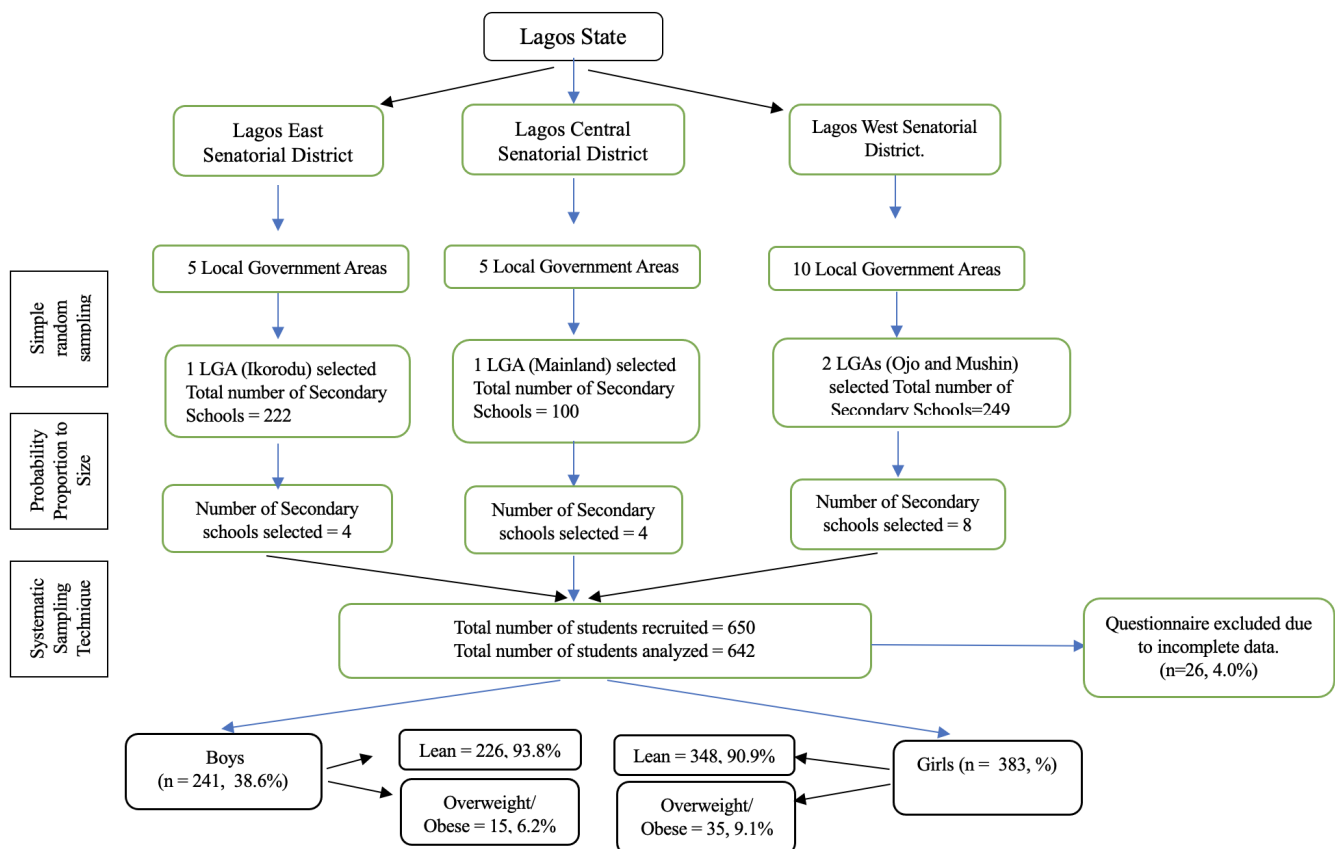 Lagos State
Lagos East
Senatorial District
Lagos Central
Senatorial District
Lagos West Senatorial
District.
5 Local Government Areas
5 Local Government Areas
10 Local Government Areas
Simple
random
sampling
1 LGA (Ikorodu) selected
Total number of Secondary
Schools = 222
1 LGA (Mainland) selected
Total number of Secondary
Schools = 100
2 LGAs (Ojo and Mushin)
selected Total number of
Secondary Schools=249
Probability
Proportion to
Size
Number of Secondary
schools selected = 4
Number of Secondary
schools selected = 4
Number of Secondary
schools selected = 8
Systematic
Sampling
Technique
Total number of students recruited = 650
Total number of students analyzed = 642
Questionnaire excluded due
to incomplete data.
(n=26, 4.0%)
Boys
(n = 241, 38.6%)
Lean = 226, 93.8%
Overweight/
Obese = 15, 6.2%
Lean = 348, 90.9%
Overweight/
Obese = 35, 9.1%
Girls (n = 383, %)